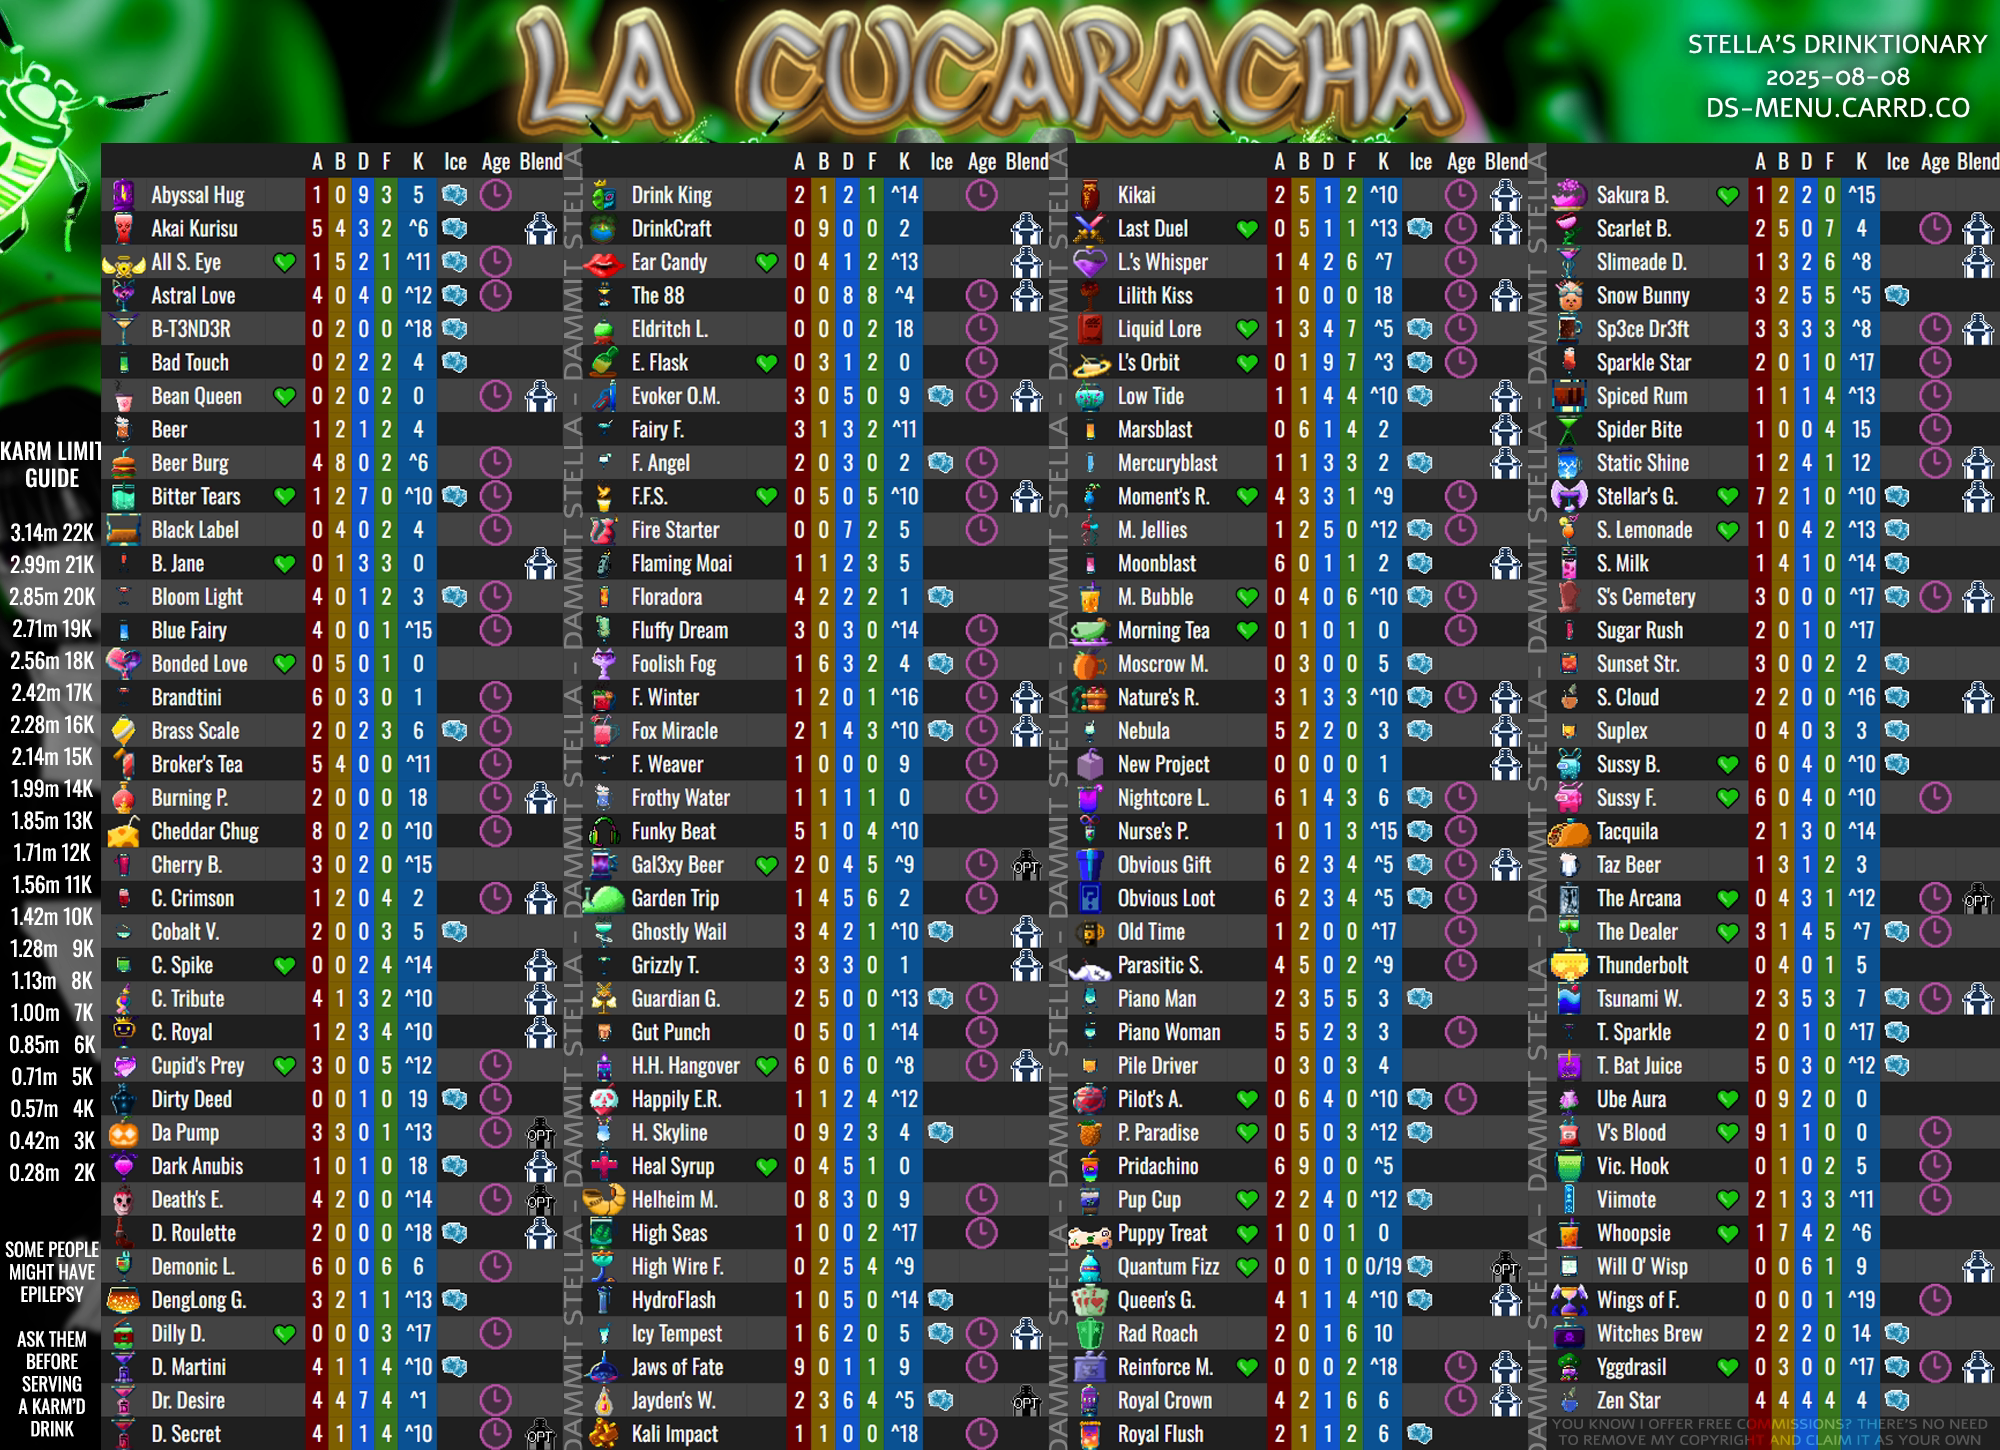 LA CUCARACHA
STELLA'S DRINKTIONARY
2025-08-08
DS-MENU.CARRD.CO
KARM LIMIT
GUIDE
3.14m 22K
2.99m 21K
2.85m 20K
2.71m 19K
2.56m 18K
2.42m 17K
2.28m 16K
2.14m 15K
1.99m 14K
1.85m 13K
1.71m 12K
1.56m 11K
1.42m 10K
1.28m 9K
1.13m 8K
1.00m 7K
0.85m 6K
0.71m 5K
0.57m 4K
0.42m 3K
0.28m 2K
SOME PEOPLE
MIGHT HAVE
EPILEPSY
ASK THEM
BEFORE
SERVING
A KARM'D
DRINK
A B D F K Ice Age Blend
Abyssal Hug 1 0 9 3 5
Akai Kurisu 5 4 3 2 ^6
All S. Eye 1 5 2 1 ^11
Astral Love 4 0 4 0 ^12
B-T3ND3R 0 2 0 0 ^18
Bad Touch 0 2 2 2 4
Bean Queen 0 2 0 2 0
Beer 1 2 1 2 4
Beer Burg 4 8 0 2 ^6
Bitter Tears 1 2 7 0 ^10
Black Label 0 4 0 2 4
B. Jane 0 1 3 3 0
Bloom Light 4 0 1 2 3
Blue Fairy 4 0 0 1 ^15
Bonded Love 0 5 0 1 0
Brandtini 6 0 3 0 1
Brass Scale 2 0 2 3 6
Broker's Tea 5 4 0 0 ^11
Burning P. 2 0 0 0 18
Cheddar Chug 8 0 2 0 ^10
Cherry B. 3 0 2 0 ^15
C. Crimson 1 2 0 4 2
Cobalt V. 2 0 0 3 5
C. Spike 0 0 2 4 ^14
C. Tribute 4 1 3 2 ^10
C. Royal 1 2 3 4 ^10
Cupid's Prey 3 0 0 5 ^12
Dirty Deed 0 0 1 0 19
Da Pump 3 3 0 1 ^13 OPT
Dark Anubis 1 0 1 0 18
Death's E. 4 2 0 0 ^14 OPT
D. Roulette 2 0 0 0 ^18
Demonic L. 6 0 0 6 6
DengLong G. 3 2 1 1 ^13
Dilly D. 0 0 0 3 ^17
D. Martini 4 1 1 4 ^10
Dr. Desire 4 4 7 4 ^1
D. Secret 4 1 1 4 ^10 OPT
DAMMIT STELLA - DAMMIT STELLA - DAMMIT STELLA - DAMMIT STELLA
A B D F K Ice Age Blend
Drink King 2 1 2 1 ^14
DrinkCraft 0 9 0 0 2
Ear Candy 0 4 1 2 ^13
The 88 0 0 8 8 ^4
Eldritch L. 0 0 0 2 18
E. Flask 0 3 1 2 0
Evoker O.M. 3 0 5 0 9
Fairy F. 3 1 3 2 ^11
F. Angel 2 0 3 0 2
F.F.S. 0 5 0 5 ^10
Fire Starter 0 0 7 2 5
Flaming Moai 1 1 2 3 5
Floradora 4 2 2 2 1
Fluffy Dream 3 0 3 0 ^14
Foolish Fog 1 6 3 2 4
F. Winter 1 2 0 1 ^16
Fox Miracle 2 1 4 3 ^10
F. Weaver 1 0 0 0 9
Frothy Water 1 1 1 1 0
Funky Beat 5 1 0 4 ^10
Gal3xy Beer 2 0 4 5 ^9 OPT
Garden Trip 1 4 5 6 2
Ghostly Wail 3 4 2 1 ^10
Grizzly T. 3 3 3 0 1
Guardian G. 2 5 0 0 ^13
Gut Punch 0 5 0 1 ^14
H.H. Hangover 6 0 6 0 ^8
Happily E.R. 1 1 2 4 ^12
H. Skyline 0 9 2 3 4
Heal Syrup 0 4 5 1 0
Helheim M. 0 8 3 0 9
High Seas 1 0 0 2 ^17
High Wire F. 0 2 5 4 ^9
HydroFlash 1 0 5 0 ^14
Icy Tempest 1 6 2 0 5
Jaws of Fate 9 0 1 1 9
Jayden's W. 2 3 6 4 ^5 OPT
Kali Impact 1 1 0 0 ^18
DAMMIT STELLA - DAMMIT STELLA - DAMMIT STELLA - DAMMIT STELLA
A B D F K Ice Age Blend
Kikai 2 5 1 2 ^10
Last Duel 0 5 1 1 ^13
L.'s Whisper 1 4 2 6 ^7
Lilith Kiss 1 0 0 0 18
Liquid Lore 1 3 4 7 ^5
L's Orbit 0 1 9 7 ^3
Low Tide 1 1 4 4 ^10
Marsblast 0 6 1 4 2
Mercuryblast 1 1 3 3 2
Moment's R. 4 3 3 1 ^9
M. Jellies 1 2 5 0 ^12
Moonblast 6 0 1 1 2
M. Bubble 0 4 0 6 ^10
Morning Tea 0 1 0 1 0
Moscrow M. 0 3 0 0 5
Nature's R. 3 1 3 3 ^10
Nebula 5 2 2 0 3
New Project 0 0 0 0 1
Nightcore L. 6 1 4 3 6
Nurse's P. 1 0 1 3 ^15
Obvious Gift 6 2 3 4 ^5
Obvious Loot 6 2 3 4 ^5
Old Time 1 2 0 0 ^17
Parasitic S. 4 5 0 2 ^9
Piano Man 2 3 5 5 3
Piano Woman 5 5 2 3 3
Pile Driver 0 3 0 3 4
Pilot's A. 0 6 4 0 ^10
P. Paradise 0 5 0 3 ^12
Pridachino 6 9 0 0 ^5
Pup Cup 2 2 4 0 ^12
Puppy Treat 1 0 0 1 0
Quantum Fizz 0 0 1 0 0/19 OPT
Queen's G. 4 1 1 4 ^10
Rad Roach 2 0 1 6 10
Reinforce M. 0 0 0 2 ^18
Royal Crown 4 2 1 6 6
Royal Flush 2 1 1 2 6
DAMMIT STELLA - DAMMIT STELLA - DAMMIT STELLA - DAMMIT STELLA
A B D F K Ice Age Blend
Sakura B. 1 2 2 0 ^15
Scarlet B. 2 5 0 7 4
Slimeade D. 1 3 2 6 ^8
Snow Bunny 3 2 5 5 ^5
Sp3ce Dr3ft 3 3 3 3 ^8
Sparkle Star 2 0 1 0 ^17
Spiced Rum 1 1 1 4 ^13
Spider Bite 1 0 0 4 15
Static Shine 1 2 4 1 12
Stellar's G. 7 2 1 0 ^10
S. Lemonade 1 0 4 2 ^13
S. Milk 1 4 1 0 ^14
S's Cemetery 3 0 0 0 ^17
Sugar Rush 2 0 1 0 ^17
Sunset Str. 3 0 0 2 2
S. Cloud 2 2 0 0 ^16
Suplex 0 4 0 3 3
Sussy B. 6 0 4 0 ^10
Sussy F. 6 0 4 0 ^10
Tacquila 2 1 3 0 ^14
Taz Beer 1 3 1 2 3
The Arcana 0 4 3 1 ^12 OPT
The Dealer 3 1 4 5 ^7
Thunderbolt 0 4 0 1 5
Tsunami W. 2 3 5 3 7
T. Sparkle 2 0 1 0 ^17
T. Bat Juice 5 0 3 0 ^12
Ube Aura 0 9 2 0 0
V's Blood 9 1 1 0 0
Vic. Hook 0 1 0 2 5
Viimote 2 1 3 3 ^11
Whoopsie 1 7 4 2 ^6
Will O' Wisp 0 0 6 1 9
Wings of F. 0 0 0 1 ^19
Witches Brew 2 2 2 0 14
Yggdrasil 0 3 0 0 ^17
Zen Star 4 4 4 4 4
YOU KNOW I OFFER FREE COMMISSIONS? THERE'S NO NEED
TO REMOVE MY COPYRIGHT AND CLAIM IT AS YOUR OWN